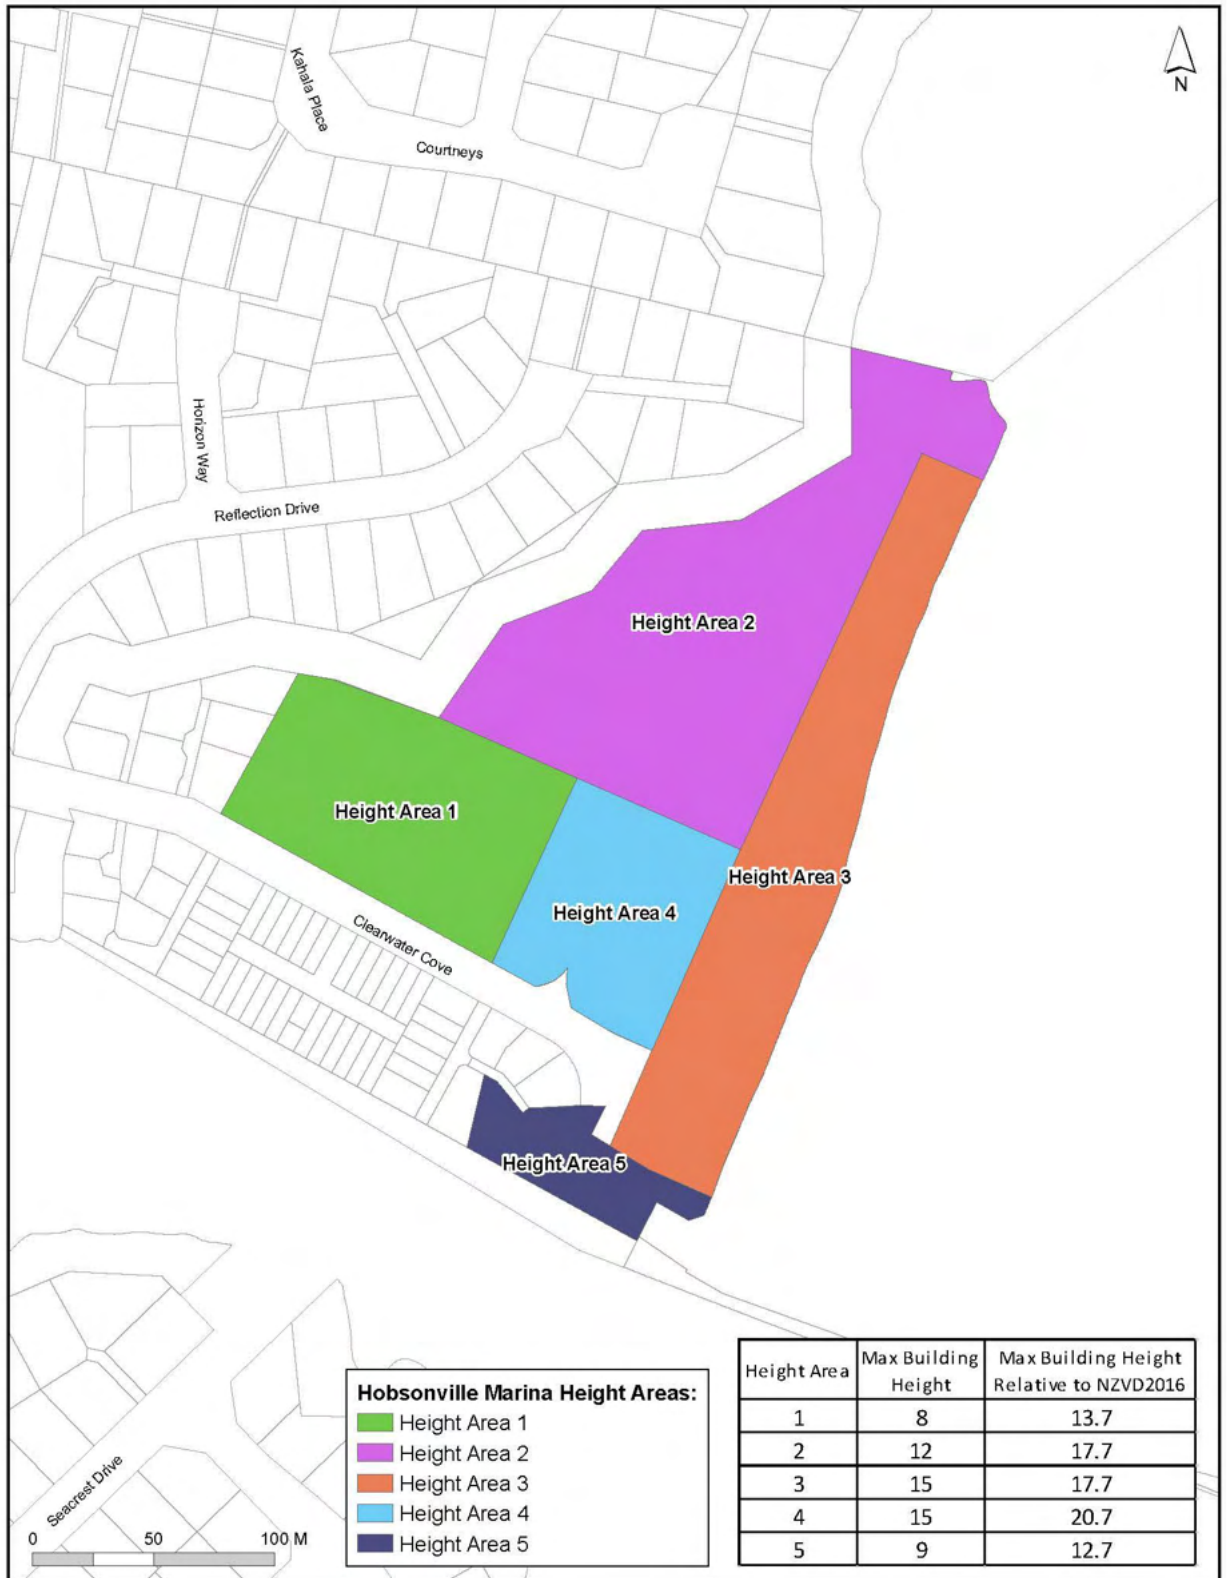 N
Kahala Place
Courtneys
Horizon Way
Reflection Drive
Height Area 2
Height Area 1
Height Area 3
Height Area 4
Clearwater Cove
Height Area 5
Seacrest Drive
0 50 100 M
Hobsonville Marina Height Areas:
Height Area 1
Height Area 2
Height Area 3
Height Area 4
Height Area 5
Height Area Max Building Height Max Building Height Relative to NZVD2016
1 8 13.7
2 12 17.7
3 15 17.7
4 15 20.7
5 9 12.7